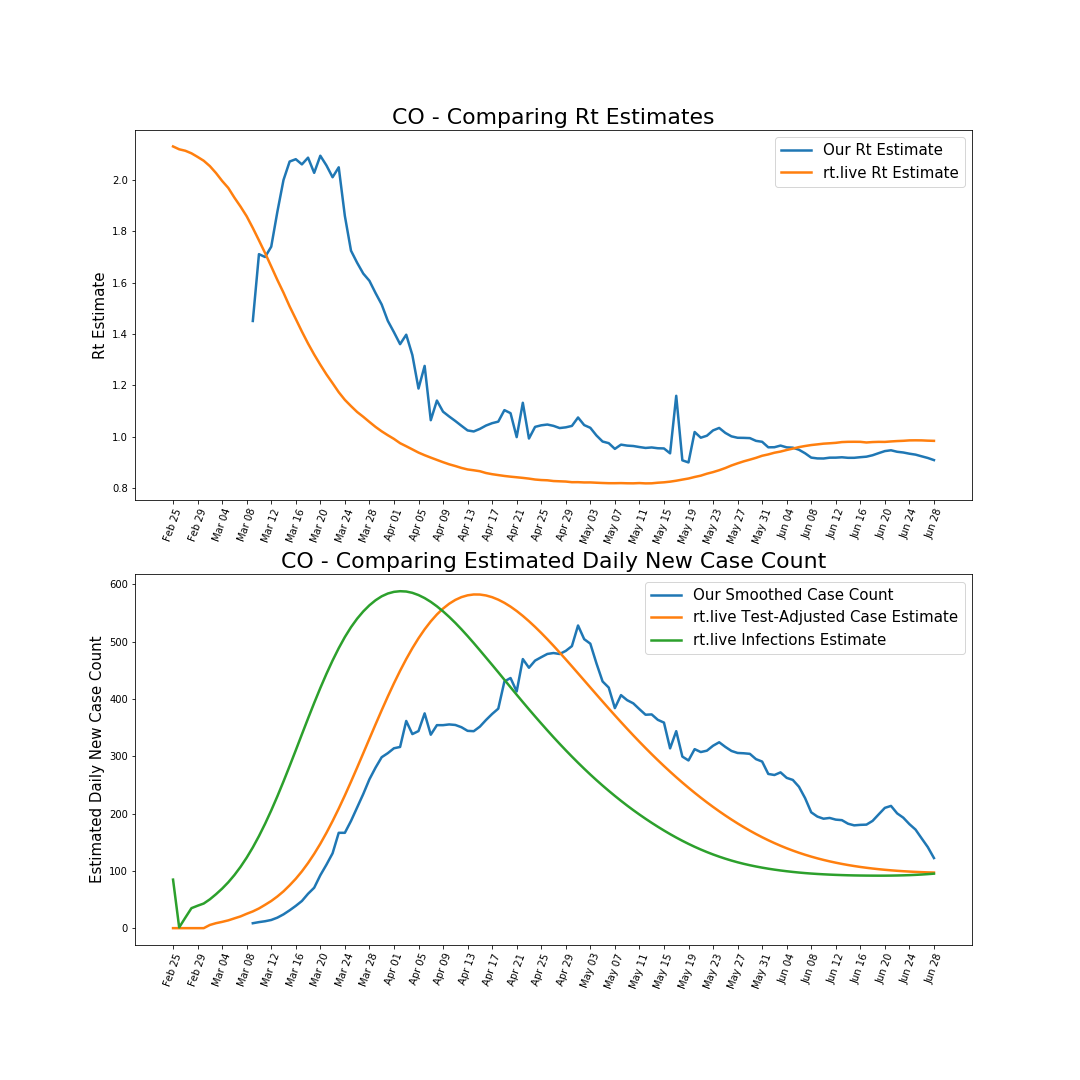 CO - Comparing Rt Estimates
Our Rt Estimate
rt.live Rt Estimate
Rt Estimate
2.0
1.8
1.6
1.4
1.2
1.0
0.8
Feb 25
Feb 29
Mar 04
Mar 08
Mar 12
Mar 16
Mar 20
Mar 24
Mar 28
Apr 01
Apr 05
Apr 09
Apr 13
Apr 17
Apr 21
Apr 25
Apr 29
May 03
May 07
May 11
May 15
May 19
May 23
May 27
May 31
Jun 04
Jun 08
Jun 12
Jun 16
Jun 20
Jun 24
Jun 28
CO - Comparing Estimated Daily New Case Count
Our Smoothed Case Count
rt.live Test-Adjusted Case Estimate
rt.live Infections Estimate
Estimated Daily New Case Count
600
500
400
300
200
100
0
Feb 25
Feb 29
Mar 04
Mar 08
Mar 12
Mar 16
Mar 20
Mar 24
Mar 28
Apr 01
Apr 05
Apr 09
Apr 13
Apr 17
Apr 21
Apr 25
Apr 29
May 03
May 07
May 11
May 15
May 19
May 23
May 27
May 31
Jun 04
Jun 08
Jun 12
Jun 16
Jun 20
Jun 24
Jun 28